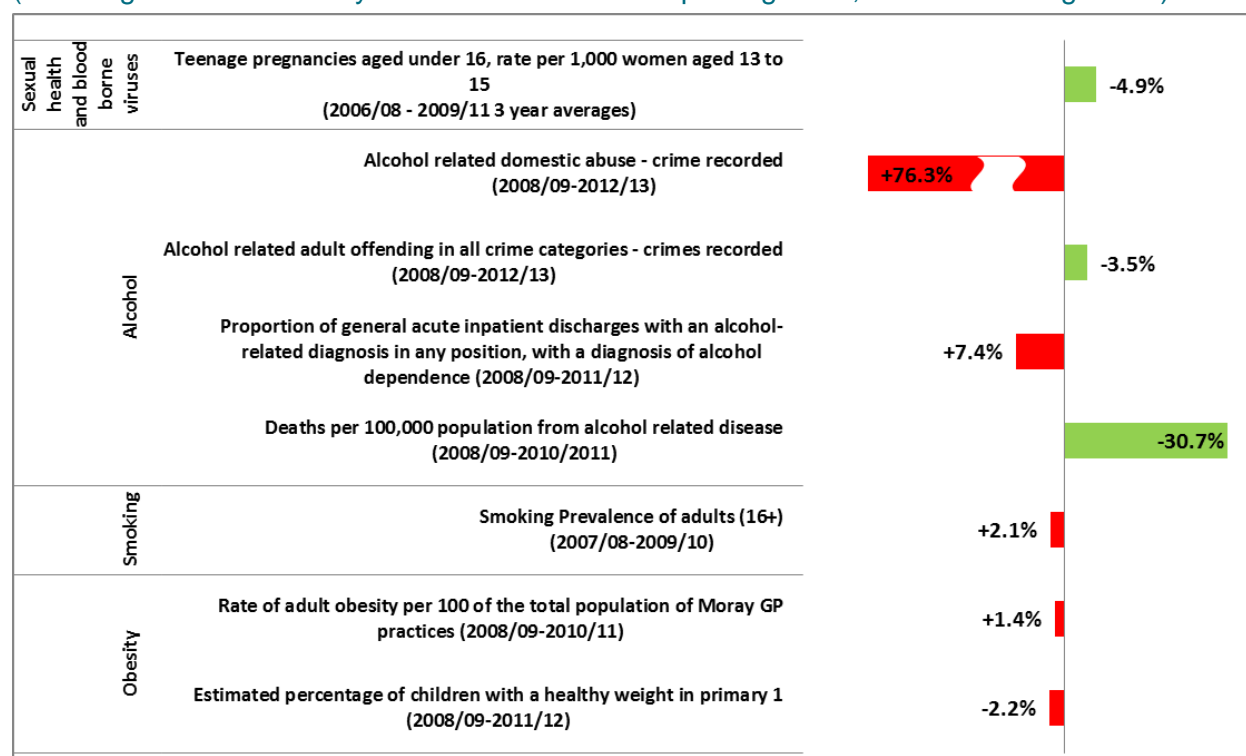 Sexual
health
and blood
borne
viruses
Teenage pregnancies aged under 16, rate per 1,000 women aged 13 to
15
(2006/08 - 2009/11 3 year averages)
-4.9%
Alcohol
Alcohol related domestic abuse - crime recorded
(2008/09-2012/13)
+76.3%
Alcohol related adult offending in all crime categories - crimes recorded
(2008/09-2012/13)
-3.5%
Proportion of general acute inpatient discharges with an alcohol-
related diagnosis in any position, with a diagnosis of alcohol
dependence (2008/09-2011/12)
+7.4%
Deaths per 100,000 population from alcohol related disease
(2008/09-2010/2011)
-30.7%
Smoking
Smoking Prevalence of adults (16+)
(2007/08-2009/10)
+2.1%
Obesity
Rate of adult obesity per 100 of the total population of Moray GP
practices (2008/09-2010/11)
+1.4%
Estimated percentage of children with a healthy weight in primary 1
(2008/09-2011/12)
-2.2%